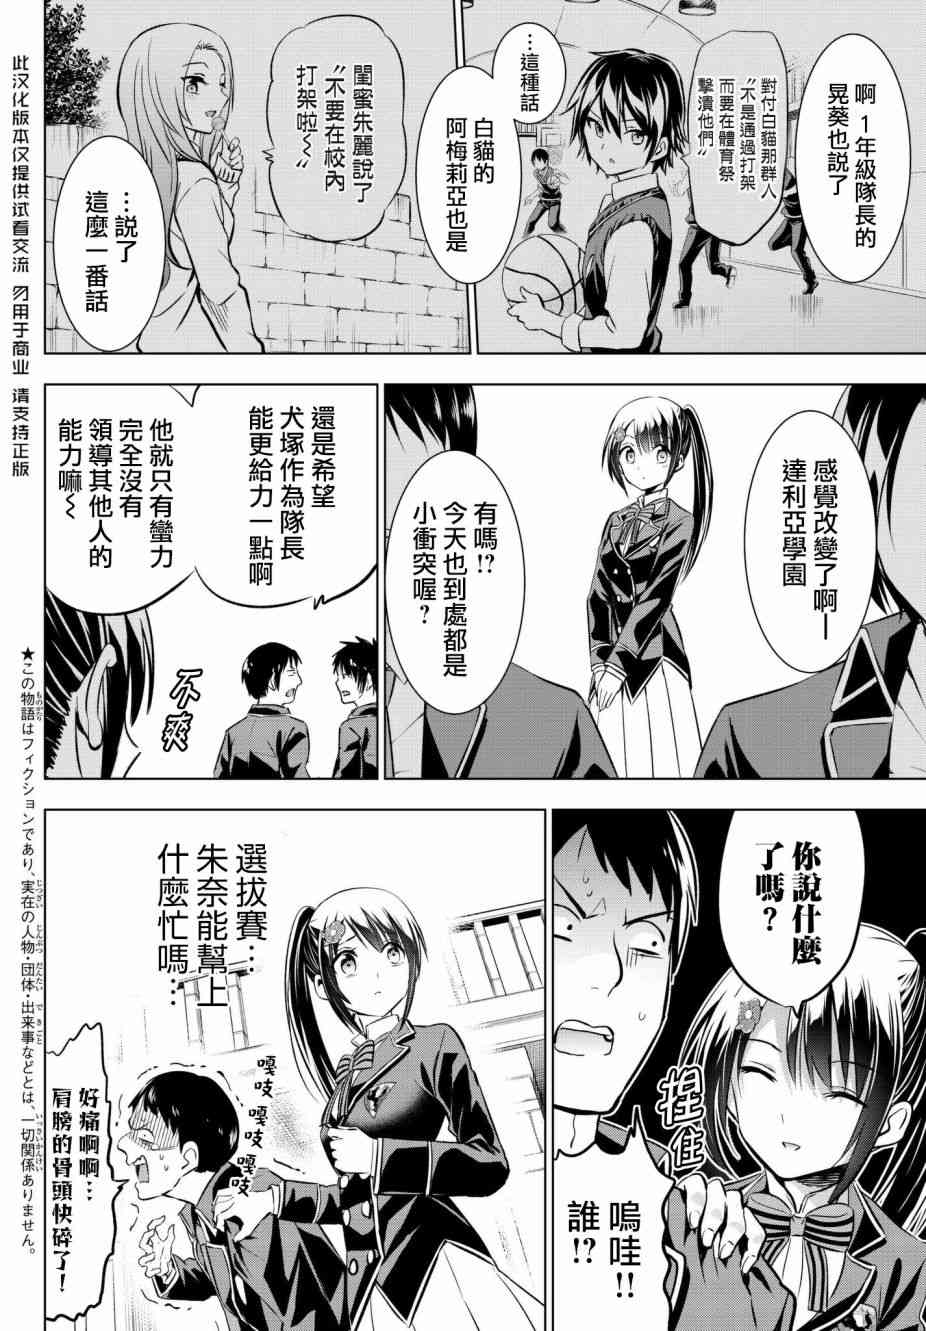 啊 1年級隊長的
晃葵也說了
對付白貓那群人
〝不是通過打架
而要在體育祭
擊潰他們〞
…這種話
白貓的
阿梅莉亞也是
閨蜜朱麗說了
〝不要在校內
打架啦~〞
…說了
這麼一番話
感覺改變了啊ー
達利亞學園
有嗎!?
今天也到處都是
小衝突喔?
還是希望
犬塚作為隊長
能更給力一點啊
他就只有蠻力
完全沒有
領導其他人的
能力嘛~
不爽
你說什麼
了嗎?
捏住
嗚哇!!
誰!?
選拔賽…
朱奈能幫上
什麼忙嗎…
嘎吱
嘎吱
嘎吱
好痛啊啊…
肩膀的骨頭快碎了!
此汉化版本仅提供试看交流 勿用于商业 请支持正版
★この物語はフィクションであり、実在の人物・団体・出来事などとは、一切関係ありません。